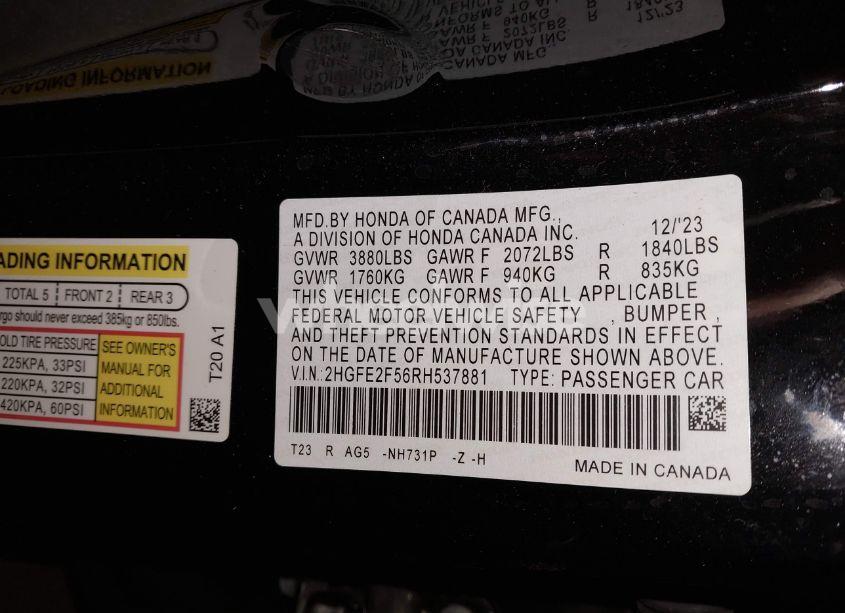 ADING INFORMATION
TOTAL 5 FRONT 2 REAR 3
rgo should never exceed 385kg or 850lbs.
OLD TIRE PRESSURE
225KPA, 33PSI
220KPA, 32PSI
420KPA, 60PSI
SEE OWNER'S
MANUAL FOR
ADDITIONAL
INFORMATION
T20 A1
MFD.BY HONDA OF CANADA MFG.,
A DIVISION OF HONDA CANADA INC. 12/'23
GVWR 3880LBS GAWR F 2072LBS R 1840LBS
GVWR 1760KG GAWR F 940KG R 835KG
THIS VEHICLE CONFORMS TO ALL APPLICABLE
FEDERAL MOTOR VEHICLE SAFETY , BUMPER ,
AND THEFT PREVENTION STANDARDS IN EFFECT
ON THE DATE OF MANUFACTURE SHOWN ABOVE.
V.I.N.:2HGFE2F56RH537881 TYPE: PASSENGER CAR
T23 R AG5 -NH731P -Z -H
MADE IN CANADA